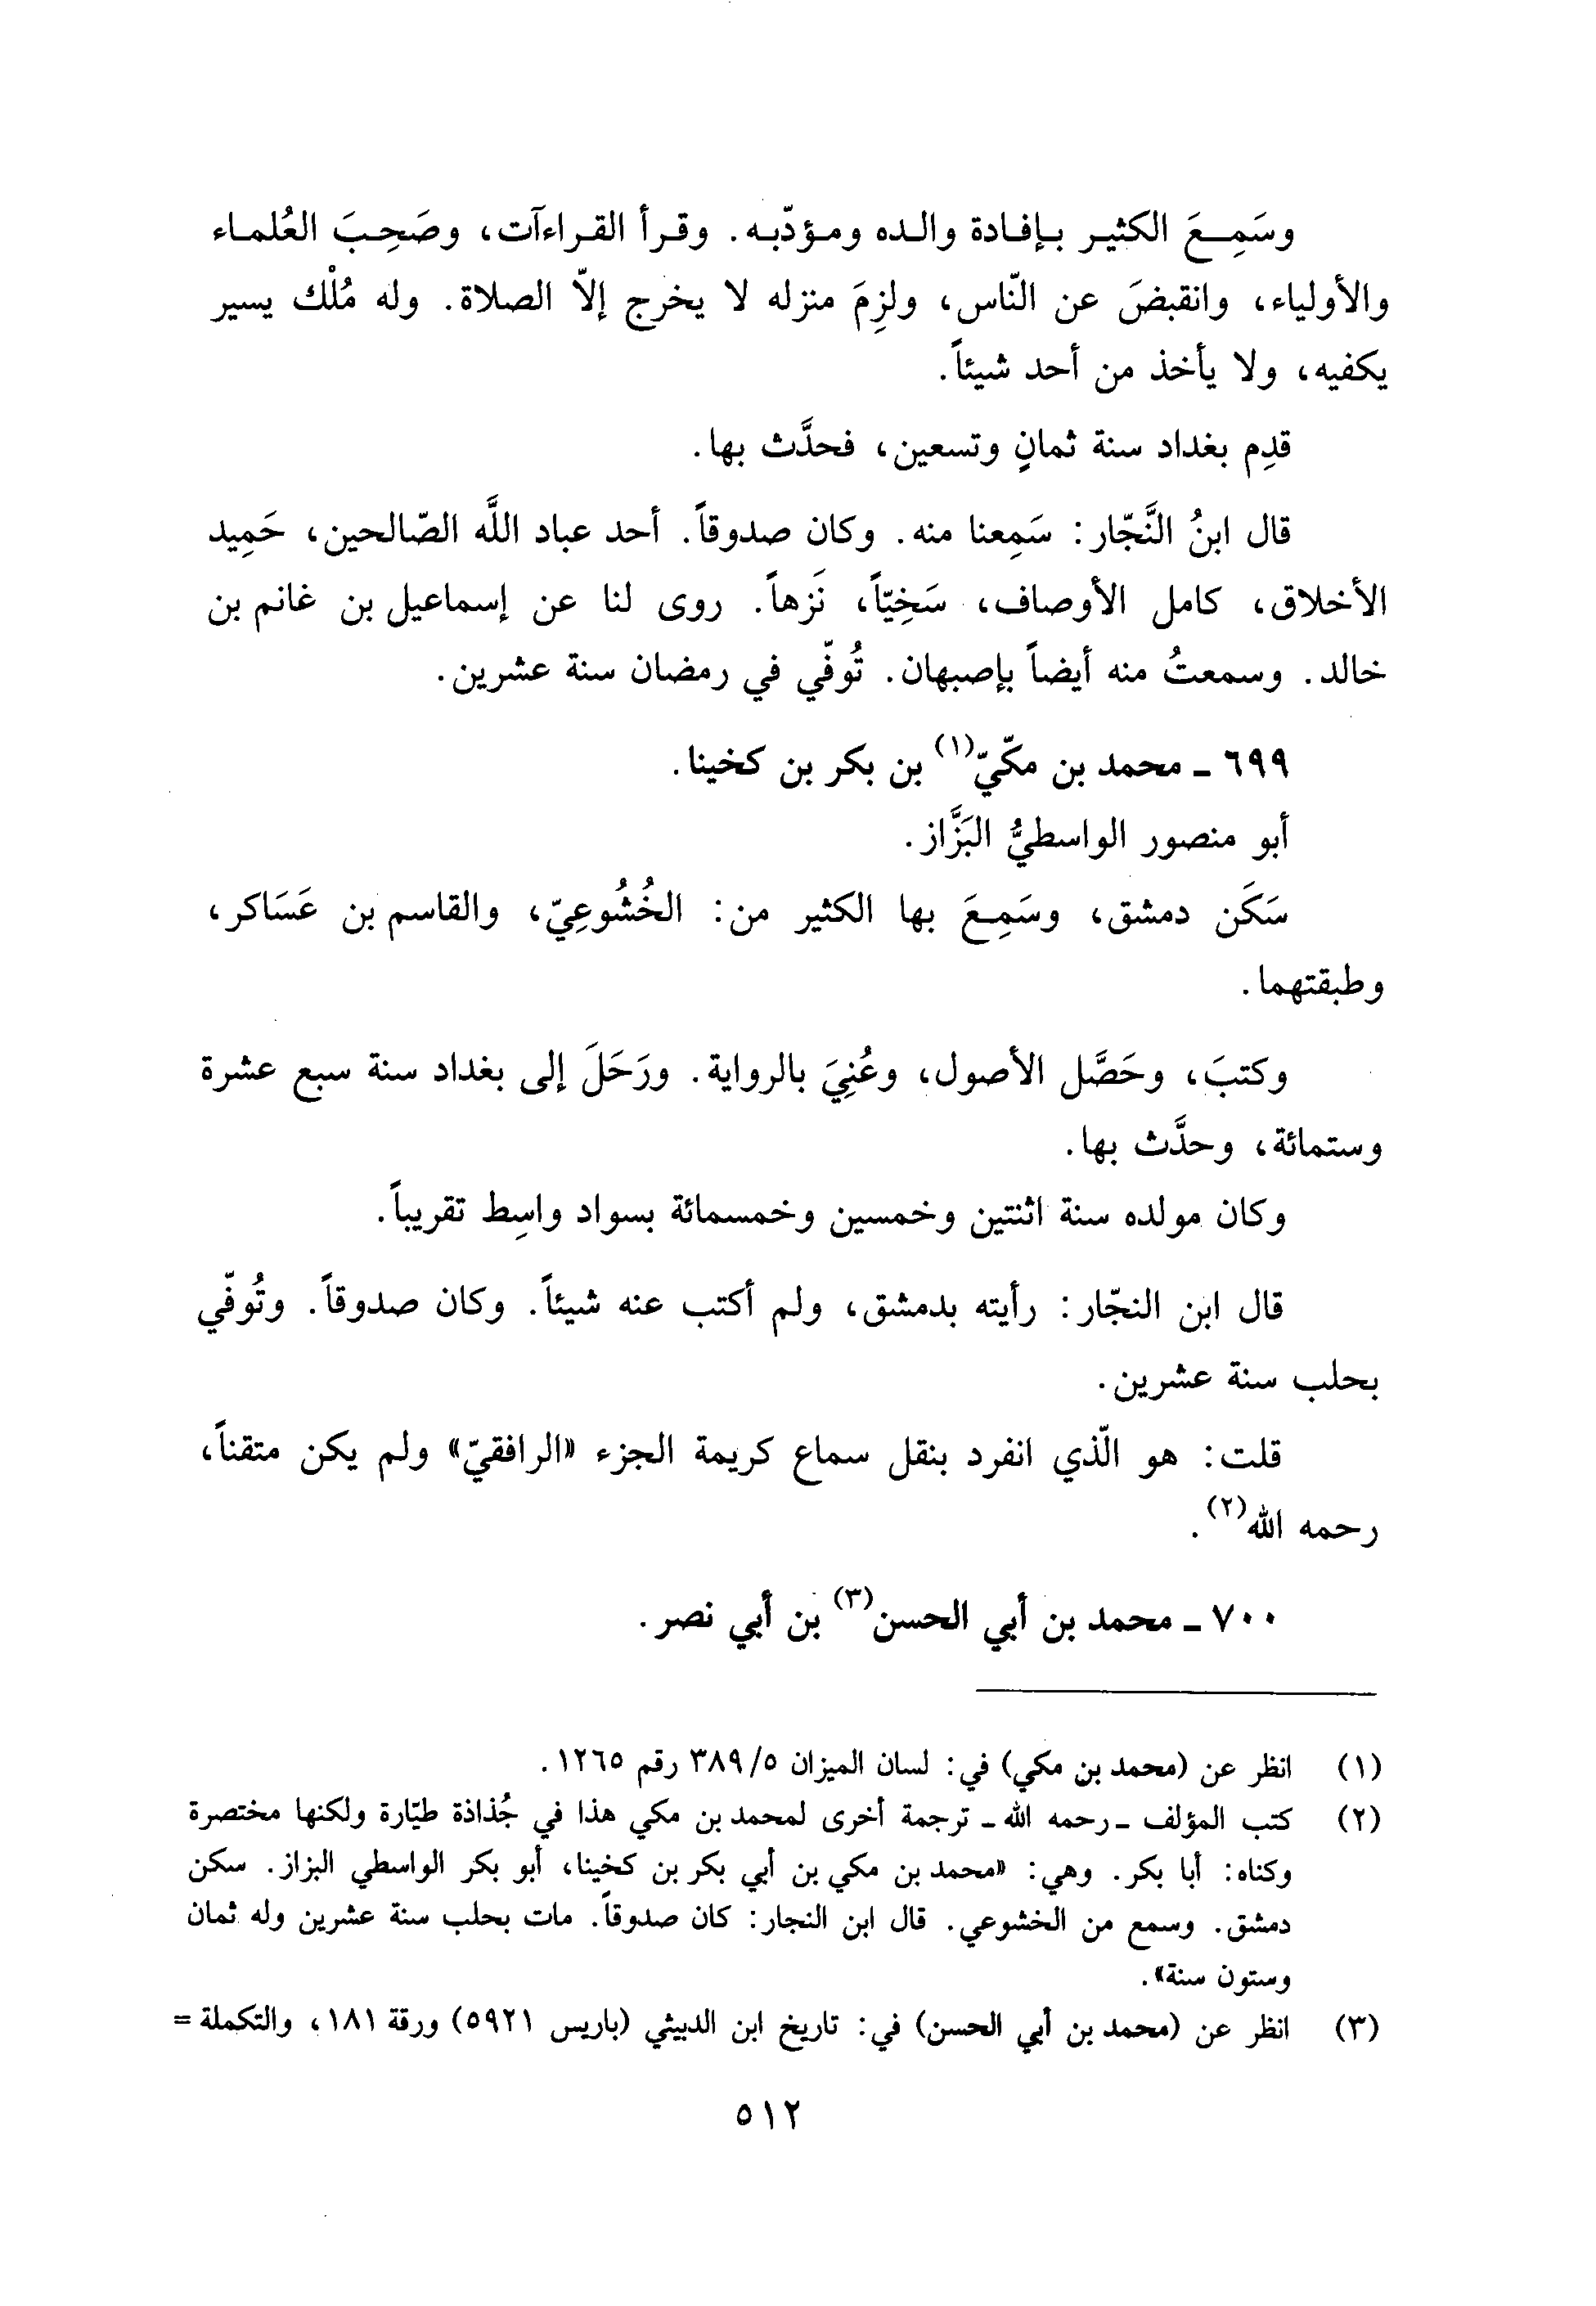 وسَمِعَ الكثير بإفادة والده ومؤدّبه. وقرأ القراءآت، وصَحِبَ العُلماء
والأولياء، وانقبضَ عن النّاس، ولزِمَ منزله لا يخرج إلاّ الصلاة. وله مُلْك يسير
يكفيه، ولا يأخذ من أحد شيئاً.
قدِم بغداد سنة ثمانٍ وتسعين، فحدَّث بها.
قال ابنُ النَّجّار: سَمِعنا منه. وكان صدوقاً. أحد عباد اللَّه الصّالحين، حَمِيد
الأخلاق، كامل الأوصاف، سَخِيّاً، نَزهاً. روى لنا عن إسماعيل بن غانم بن
خالد. وسمعتُ منه أيضاً بإصبهان. تُوفّي في رمضان سنة عشرين.
٦٩٩ ـ محمد بن مكّيّ(١) بن بكر بن كخينا.
أبو منصور الواسطيُّ البَزَّاز.
سَكَن دمشق، وسَمِعَ بها الكثير من: الخُشُوعِيّ، والقاسم بن عَسَاكر،
وطبقتهما.
وكتبَ، وحَصَّل الأصول، وعُنِيَ بالرواية. ورَحَلَ إلى بغداد سنة سبع عشرة
وستمائة، وحدَّث بها.
وكان مولده سنة اثنتين وخمسين وخمسمائة بسواد واسِط تقريباً.
قال ابن النجّار: رأيته بدمشق، ولم أكتب عنه شيئاً. وكان صدوقاً. وتُوفّي
بحلب سنة عشرين.
قلت: هو الّذي انفرد بنقل سماع كريمة الجزء «الرافقيّ» ولم يكن متقناً،
رحمه الله(٢).
٧٠٠ ـ محمد بن أبي الحسن(٣) بن أبي نصر.
(١) انظر عن (محمد بن مكي) في: لسان الميزان ٣٨٩/٥ رقم ١٢٦٥.
(٢) كتب المؤلف ـ رحمه الله ـ ترجمة أخرى لمحمد بن مكي هذا في جُذاذة طيّارة ولكنها مختصرة
وكناه: أبا بكر. وهي: «محمد بن مكي بن أبي بكر بن كخينا، أبو بكر الواسطي البزاز. سكن
دمشق. وسمع من الخشوعي. قال ابن النجار: كان صدوقاً. مات بحلب سنة عشرين وله ثمان
وستون سنة».
(٣) انظر عن (محمد بن أبي الحسن) في: تاريخ ابن الدبيثي (باريس ٥٩٢١) ورقة ١٨١، والتكملة =
٥١٢